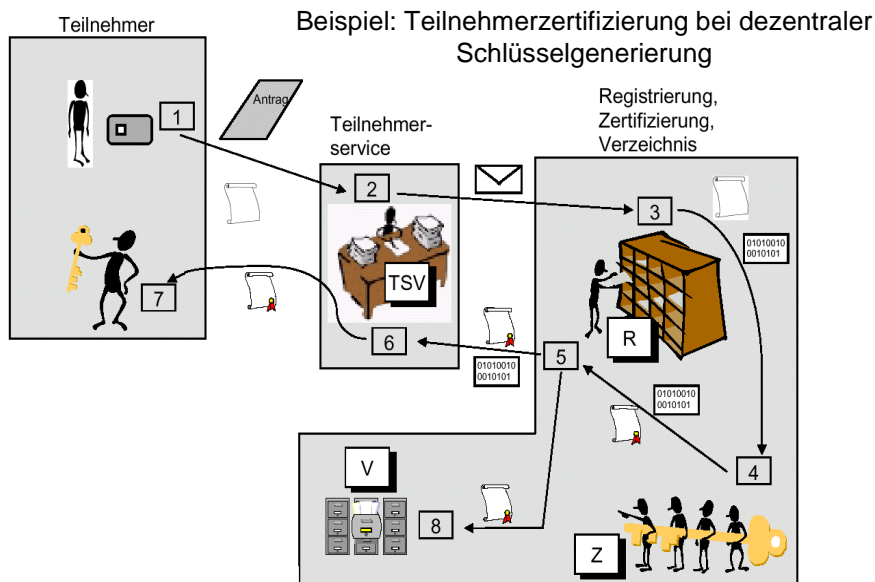 Beispiel: Teilnehmerzertifizierung bei dezentraler
Schlüsselgenerierung
Teilnehmer
Antrag
1
Teilnehmer-
service
Registrierung,
Zertifizierung,
Verzeichnis
2
3
01010010
0010101
TSV
7
6
R
5
01010010
0010101
01010010
0010101
4
V
8
Z